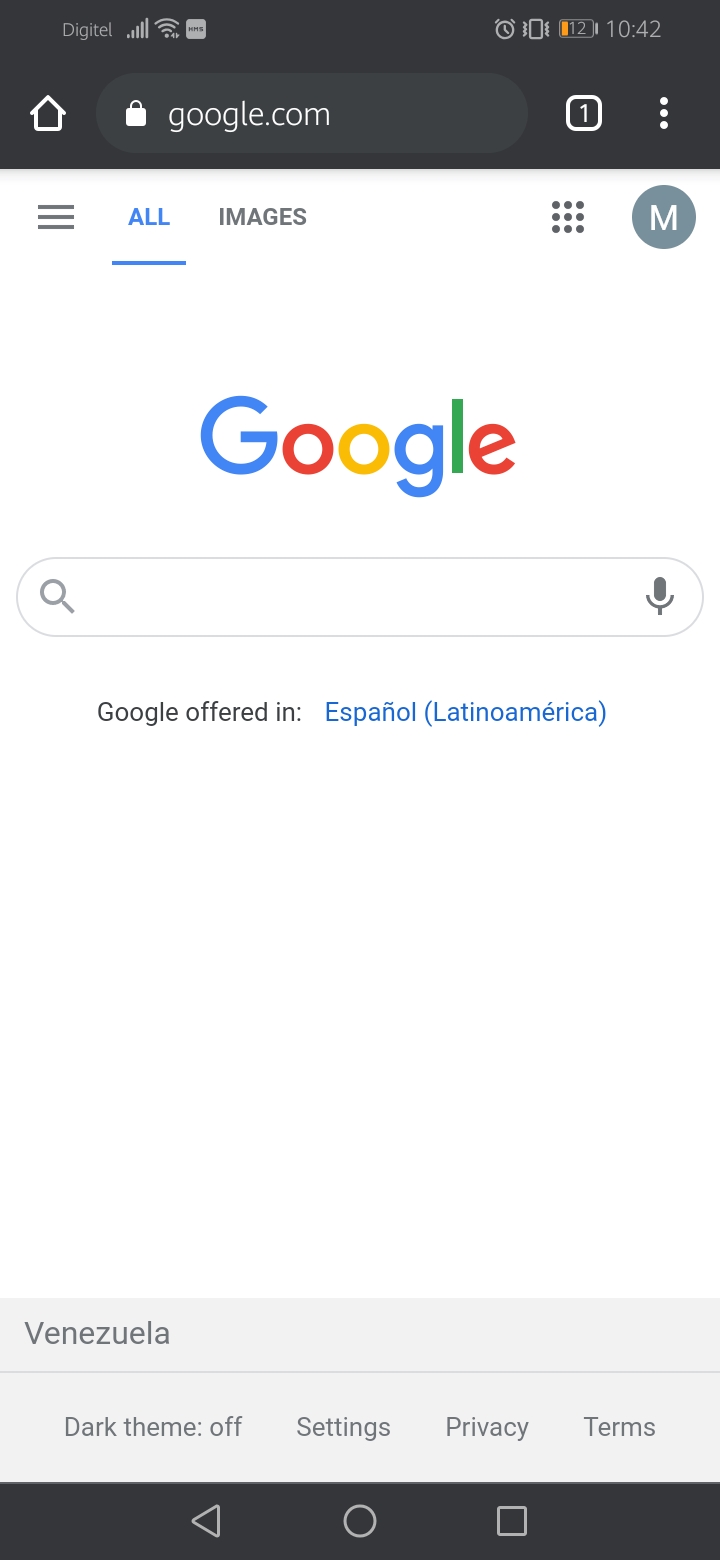 Digitel HMS 12 10:42
google.com 1
ALL IMAGES M
Google
Google offered in: Español (Latinoamérica)
Venezuela
Dark theme: off Settings Privacy Terms